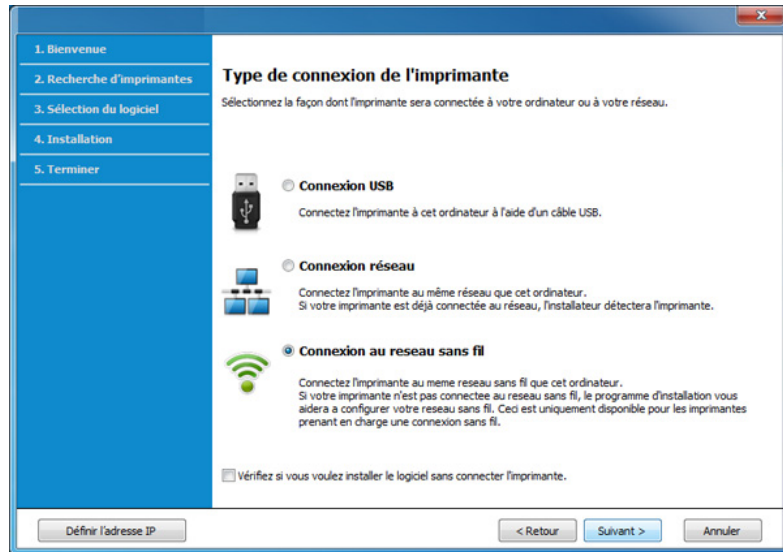 1. Bienvenue
2. Recherche d'imprimantes
3. Sélection du logiciel
4. Installation
5. Terminer
Type de connexion de l'imprimante
Sélectionnez la façon dont l'imprimante sera connectée à votre ordinateur ou à votre réseau.
Connexion USB
Connectez l'imprimante à cet ordinateur à l'aide d'un câble USB.
Connexion réseau
Connectez l'imprimante au même réseau que cet ordinateur.
Si votre imprimante est déjà connectée au réseau, l'installateur détectera l'imprimante.
Connexion au reseau sans fil
Connectez l'imprimante au meme reseau sans fil que cet ordinateur.
Si votre imprimante n'est pas connectee au reseau sans fil, le programme d'installation vous
aidera a configurer votre reseau sans fil. Ceci est uniquement disponible pour les imprimantes
prenant en charge une connexion sans fil.
Vérifiez si vous voulez installer le logiciel sans connecter l'imprimante.
Définir l'adresse IP
< Retour
Suivant >
Annuler